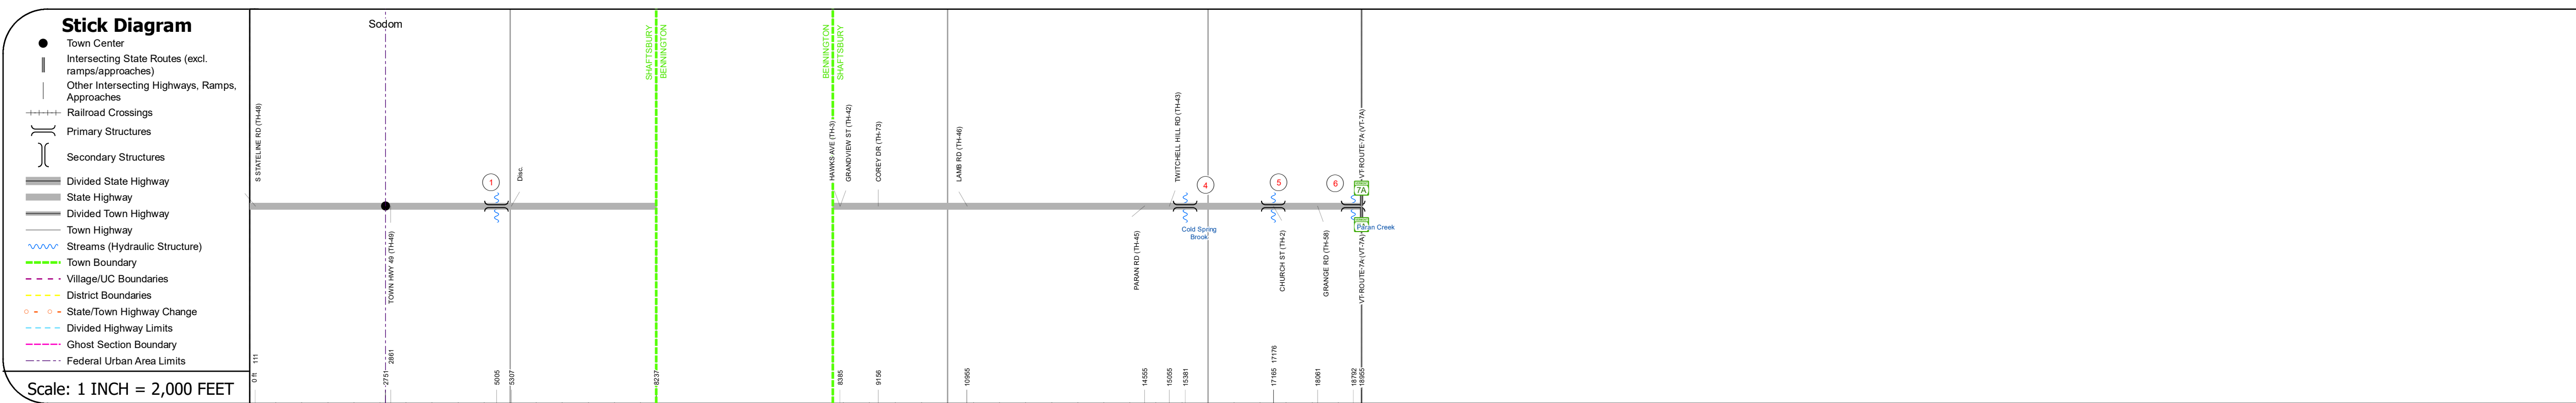 Stick Diagram
Town Center
Intersecting State Routes (excl.
ramps/approaches)
Other Intersecting Highways, Ramps,
Approaches
Railroad Crossings
Primary Structures
Secondary Structures
Divided State Highway
State Highway
Divided Town Highway
Town Highway
Streams (Hydraulic Structure)
Town Boundary
Village/UC Boundaries
District Boundaries
State/Town Highway Change
Divided Highway Limits
Ghost Section Boundary
Federal Urban Area Limits
Scale: 1 INCH = 2,000 FEET
Sodom
SHAFTSBURY
BENNINGTON
BENNINGTON
SHAFTSBURY
S STATELINE RD (TH-48)
TOWN HWY 49 (TH-49)
1
Disc.
HAWKS AVE (TH-3)
GRANDVIEW ST (TH-42)
COREY DR (TH-73)
LAMB RD (TH-46)
PARAN RD (TH-45)
TWITCHELL HILL RD (TH-43)
4
Cold Spring
Brook
5
CHURCH ST (TH-2)
GRANGE RD (TH-58)
6
VT-ROUTE-7A (VT-7A)
7A
Paran Creek
VT-ROUTE-7A (VT-7A)
0 ft
111
2751
2861
5005
5307
8237
8385
9156
10955
14555
15055
15381
17165
17176
18061
18792
18955